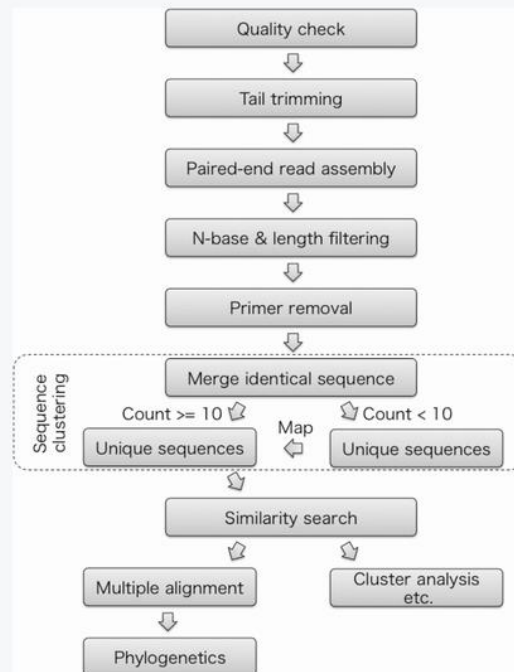 Quality check
Tail trimming
Paired-end read assembly
N-base & length filtering
Primer removal
Sequence
clustering
Merge identical sequence
Count >= 10
Count < 10
Map
Unique sequences
Unique sequences
Similarity search
Multiple alignment
Cluster analysis
etc.
Phylogenetics